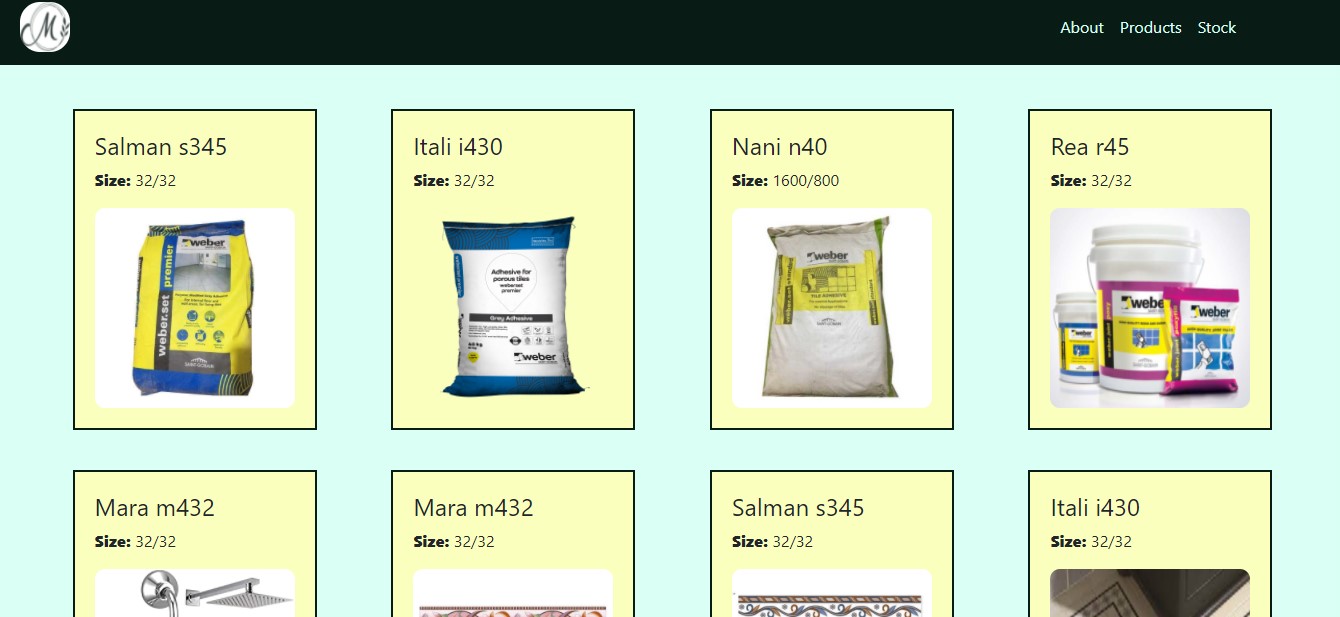 M
About Products Stock
Salman s345
Size: 32/32
weber
weber.set premier
Itali i430
Size: 32/32
Adhesive for
porous tiles
weberset
premier
Grey Adhesive
weber
Nani n40
Size: 1600/800
weber
TILE ADHESIVE
Rea r45
Size: 32/32
weber
weber
weber
Mara m432
Size: 32/32
Mara m432
Size: 32/32
Salman s345
Size: 32/32
Itali i430
Size: 32/32